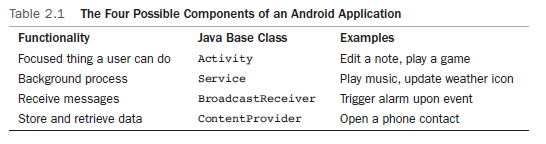 Table 2.1 The Four Possible Components of an Android Application
Functionality Java Base Class Examples
Focused thing a user can do Activity Edit a note, play a game
Background process Service Play music, update weather icon
Receive messages BroadcastReceiver Trigger alarm upon event
Store and retrieve data ContentProvider Open a phone contact